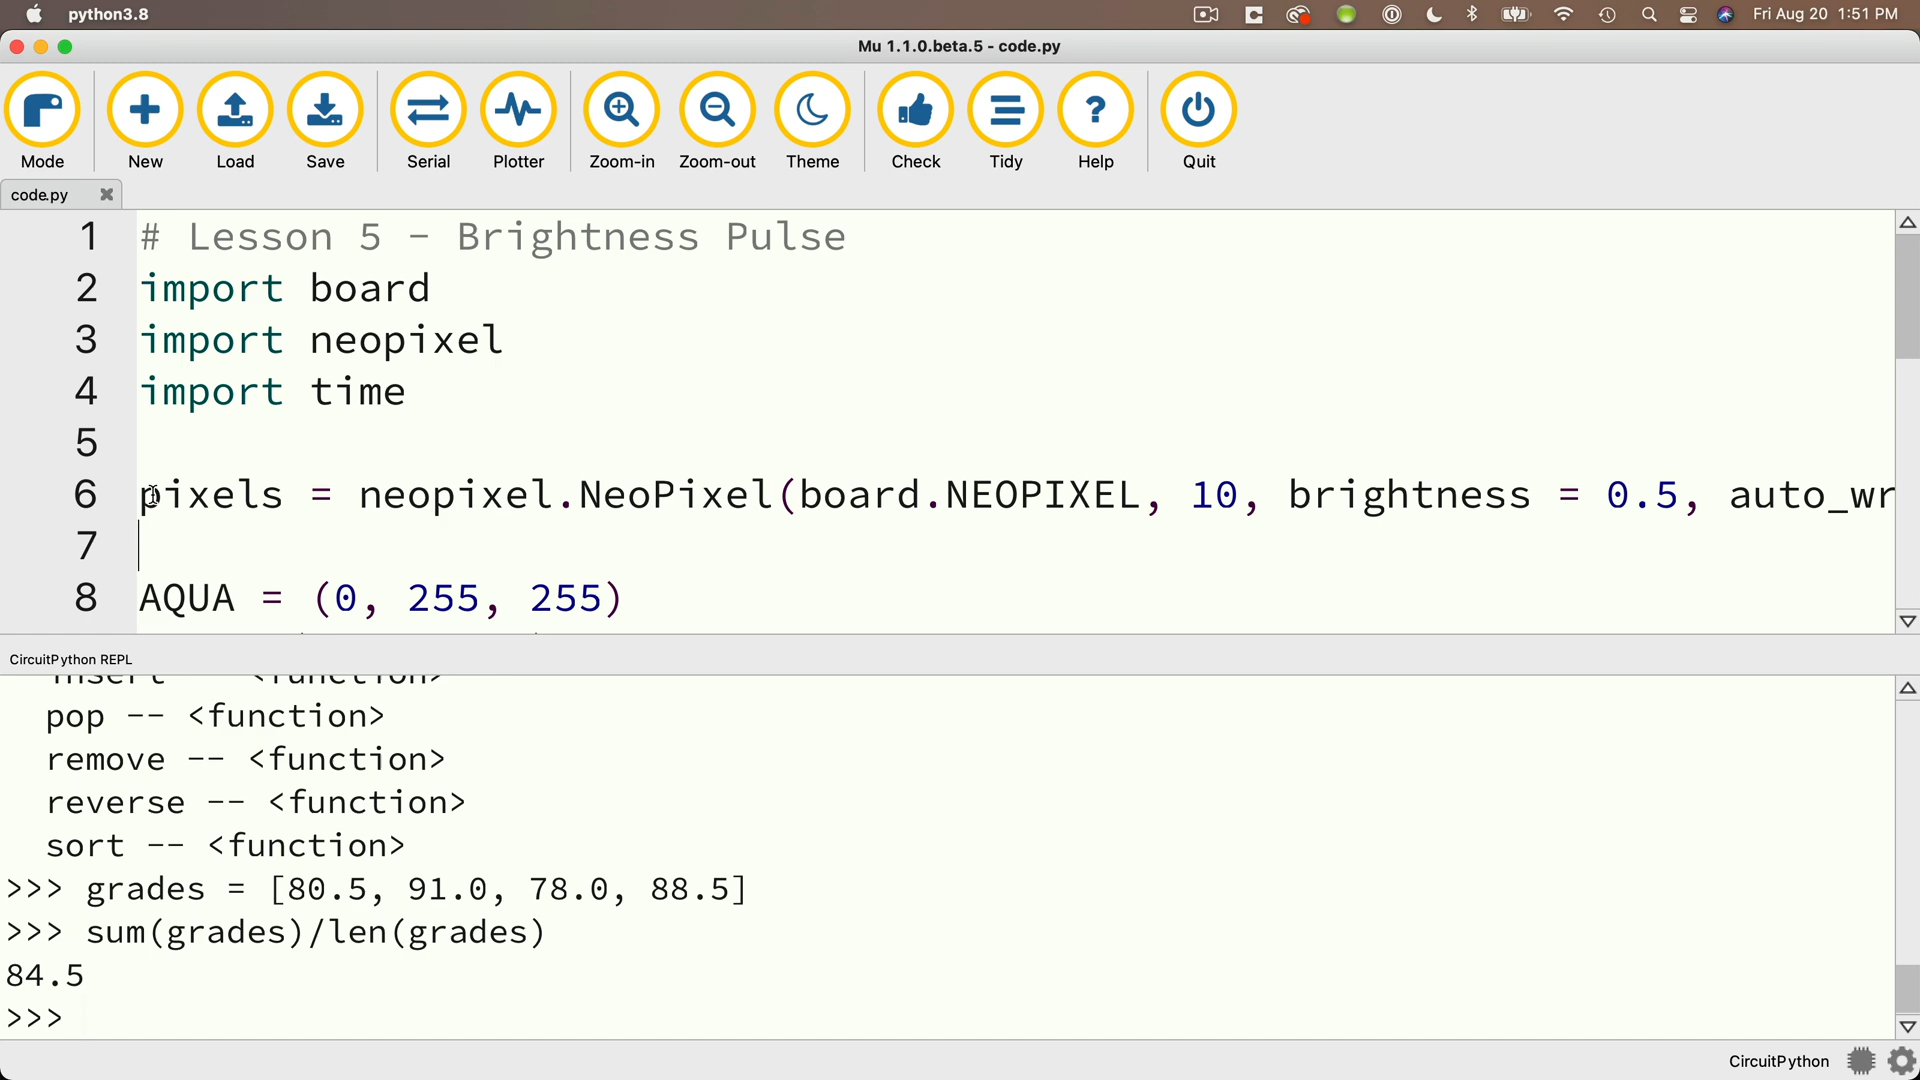 python3.8
Fri Aug 20 1:51 PM
Mu 1.1.0.beta.5 - code.py
Mode New Load Save Serial Plotter Zoom-in Zoom-out Theme Check Tidy Help Quit
code.py
1 # Lesson 5 - Brightness Pulse
2 import board
3 import neopixel
4 import time
5
6 pixels = neopixel.NeoPixel(board.NEOPIXEL, 10, brightness = 0.5, auto_wr
7
8 AQUA = (0, 255, 255)
CircuitPython REPL
insert -- <function>
pop -- <function>
remove -- <function>
reverse -- <function>
sort -- <function>
>>> grades = [80.5, 91.0, 78.0, 88.5]
>>> sum(grades)/len(grades)
84.5
>>>
CircuitPython